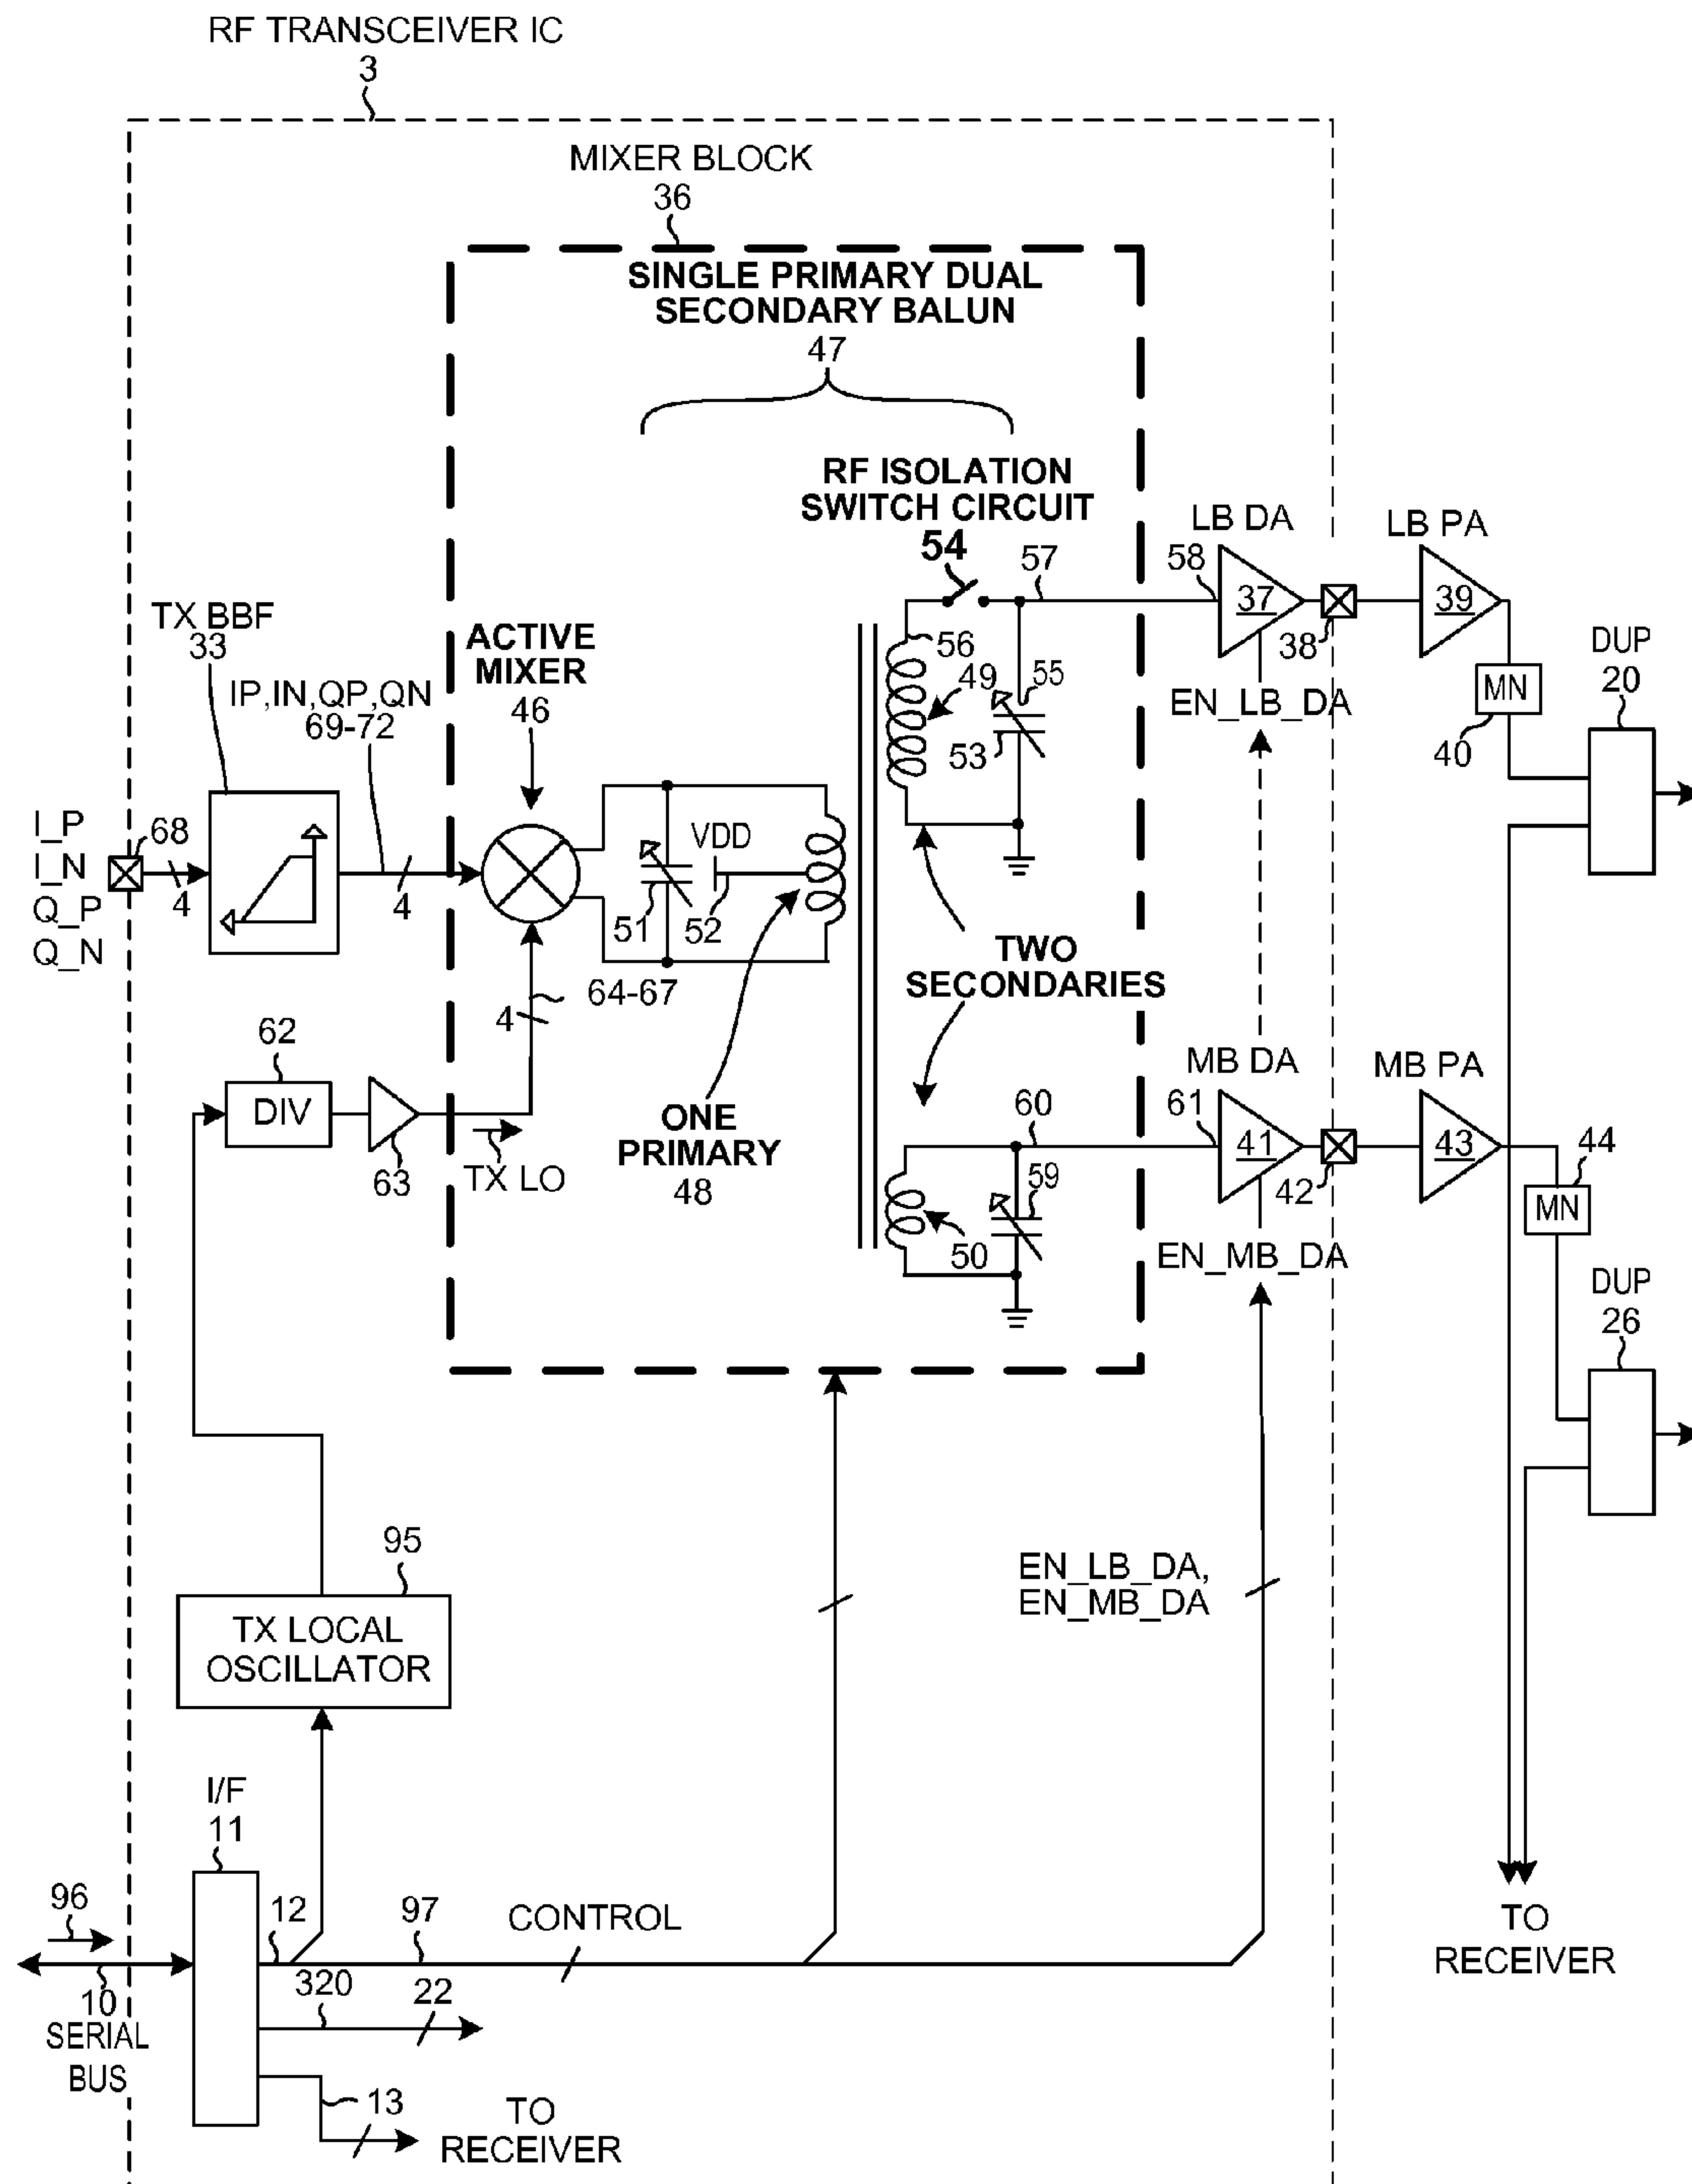 RF TRANSCEIVER IC
3
MIXER BLOCK
36
SINGLE PRIMARY DUAL
SECONDARY BALUN
47
RF ISOLATION
SWITCH CIRCUIT
54
57
58
LB DA
37
38
LB PA
39
MN
40
DUP
20
EN_LB_DA
56
49
55
53
TX BBF
33
IP,IN,QP,QN
69-72
ACTIVE
MIXER
46
I_P
I_N
Q_P
Q_N
68
4
4
51
VDD
52
64-67
4
TWO
SECONDARIES
62
DIV
63
TX LO
ONE
PRIMARY
48
60
59
50
61
MB DA
41
42
MB PA
43
44
MN
EN_MB_DA
DUP
26
95
TX LOCAL
OSCILLATOR
EN_LB_DA,
EN_MB_DA
I/F
11
96
10
SERIAL
BUS
12
97
CONTROL
320
22
13
TO
RECEIVER
TO
RECEIVER